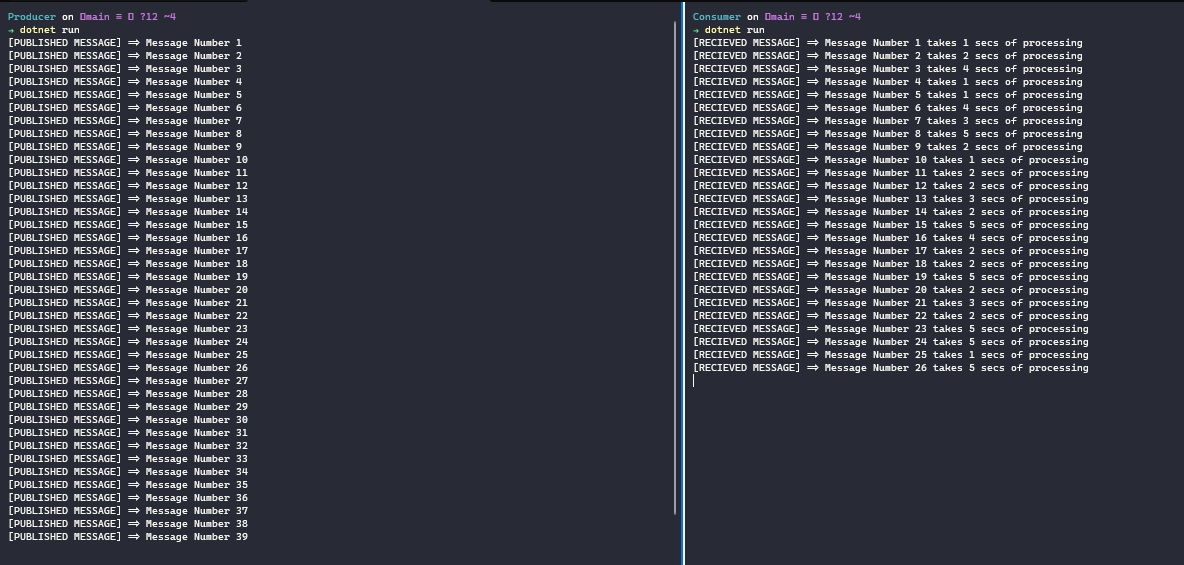 Producer on main ≡ ?12 ~4
→ dotnet run
[PUBLISHED MESSAGE] => Message Number 1
[PUBLISHED MESSAGE] => Message Number 2
[PUBLISHED MESSAGE] => Message Number 3
[PUBLISHED MESSAGE] => Message Number 4
[PUBLISHED MESSAGE] => Message Number 5
[PUBLISHED MESSAGE] => Message Number 6
[PUBLISHED MESSAGE] => Message Number 7
[PUBLISHED MESSAGE] => Message Number 8
[PUBLISHED MESSAGE] => Message Number 9
[PUBLISHED MESSAGE] => Message Number 10
[PUBLISHED MESSAGE] => Message Number 11
[PUBLISHED MESSAGE] => Message Number 12
[PUBLISHED MESSAGE] => Message Number 13
[PUBLISHED MESSAGE] => Message Number 14
[PUBLISHED MESSAGE] => Message Number 15
[PUBLISHED MESSAGE] => Message Number 16
[PUBLISHED MESSAGE] => Message Number 17
[PUBLISHED MESSAGE] => Message Number 18
[PUBLISHED MESSAGE] => Message Number 19
[PUBLISHED MESSAGE] => Message Number 20
[PUBLISHED MESSAGE] => Message Number 21
[PUBLISHED MESSAGE] => Message Number 22
[PUBLISHED MESSAGE] => Message Number 23
[PUBLISHED MESSAGE] => Message Number 24
[PUBLISHED MESSAGE] => Message Number 25
[PUBLISHED MESSAGE] => Message Number 26
[PUBLISHED MESSAGE] => Message Number 27
[PUBLISHED MESSAGE] => Message Number 28
[PUBLISHED MESSAGE] => Message Number 29
[PUBLISHED MESSAGE] => Message Number 30
[PUBLISHED MESSAGE] => Message Number 31
[PUBLISHED MESSAGE] => Message Number 32
[PUBLISHED MESSAGE] => Message Number 33
[PUBLISHED MESSAGE] => Message Number 34
[PUBLISHED MESSAGE] => Message Number 35
[PUBLISHED MESSAGE] => Message Number 36
[PUBLISHED MESSAGE] => Message Number 37
[PUBLISHED MESSAGE] => Message Number 38
[PUBLISHED MESSAGE] => Message Number 39
Consumer on main ≡ ?12 ~4
→ dotnet run
[RECIEVED MESSAGE] => Message Number 1 takes 1 secs of processing
[RECIEVED MESSAGE] => Message Number 2 takes 2 secs of processing
[RECIEVED MESSAGE] => Message Number 3 takes 4 secs of processing
[RECIEVED MESSAGE] => Message Number 4 takes 1 secs of processing
[RECIEVED MESSAGE] => Message Number 5 takes 1 secs of processing
[RECIEVED MESSAGE] => Message Number 6 takes 4 secs of processing
[RECIEVED MESSAGE] => Message Number 7 takes 3 secs of processing
[RECIEVED MESSAGE] => Message Number 8 takes 5 secs of processing
[RECIEVED MESSAGE] => Message Number 9 takes 2 secs of processing
[RECIEVED MESSAGE] => Message Number 10 takes 1 secs of processing
[RECIEVED MESSAGE] => Message Number 11 takes 2 secs of processing
[RECIEVED MESSAGE] => Message Number 12 takes 2 secs of processing
[RECIEVED MESSAGE] => Message Number 13 takes 3 secs of processing
[RECIEVED MESSAGE] => Message Number 14 takes 2 secs of processing
[RECIEVED MESSAGE] => Message Number 15 takes 5 secs of processing
[RECIEVED MESSAGE] => Message Number 16 takes 4 secs of processing
[RECIEVED MESSAGE] => Message Number 17 takes 2 secs of processing
[RECIEVED MESSAGE] => Message Number 18 takes 2 secs of processing
[RECIEVED MESSAGE] => Message Number 19 takes 5 secs of processing
[RECIEVED MESSAGE] => Message Number 20 takes 2 secs of processing
[RECIEVED MESSAGE] => Message Number 21 takes 3 secs of processing
[RECIEVED MESSAGE] => Message Number 22 takes 2 secs of processing
[RECIEVED MESSAGE] => Message Number 23 takes 5 secs of processing
[RECIEVED MESSAGE] => Message Number 24 takes 5 secs of processing
[RECIEVED MESSAGE] => Message Number 25 takes 1 secs of processing
[RECIEVED MESSAGE] => Message Number 26 takes 5 secs of processing